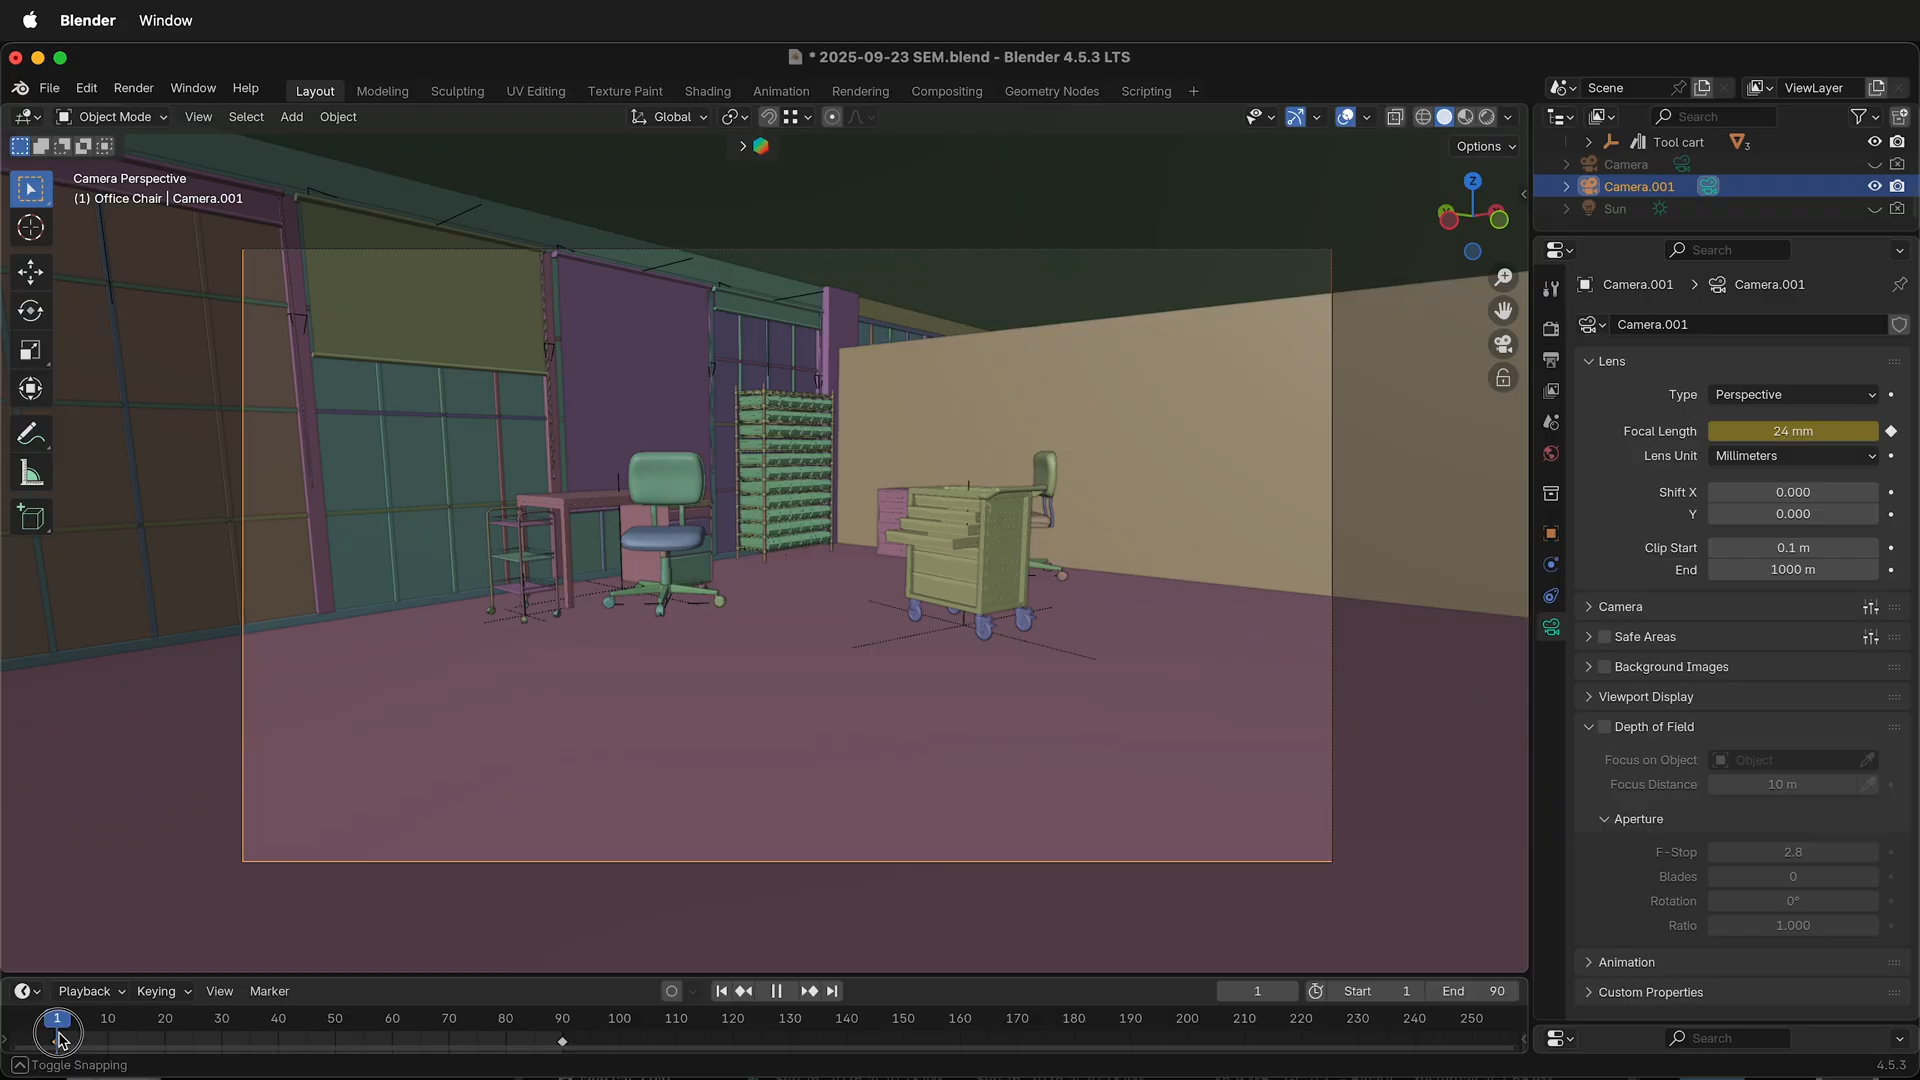 Blender Window
* 2025-09-23 SEM.blend - Blender 4.5.3 LTS
File Edit Render Window Help Layout Modeling Sculpting UV Editing Texture Paint Shading Animation Rendering Compositing Geometry Nodes Scripting + Scene ViewLayer
Object Mode View Select Add Object Global Search
Options
Tool cart 3
Camera
Camera.001
Sun
Camera Perspective
(1) Office Chair | Camera.001
Z
Search
Camera.001 > Camera.001
Camera.001
Lens
Type Perspective
Focal Length 24 mm
Lens Unit Millimeters
Shift X 0.000
Y 0.000
Clip Start 0.1 m
End 1000 m
Camera
Safe Areas
Background Images
Viewport Display
Depth of Field
Focus on Object Object
Focus Distance 10 m
Aperture
F-Stop 2.8
Blades 0
Rotation 0°
Ratio 1.000
Animation
Custom Properties
Playback Keying View Marker 1 Start 1 End 90
1 10 20 30 40 50 60 70 80 90 100 110 120 130 140 150 160 170 180 190 200 210 220 230 240 250
Search
Toggle Snapping 4.5.3